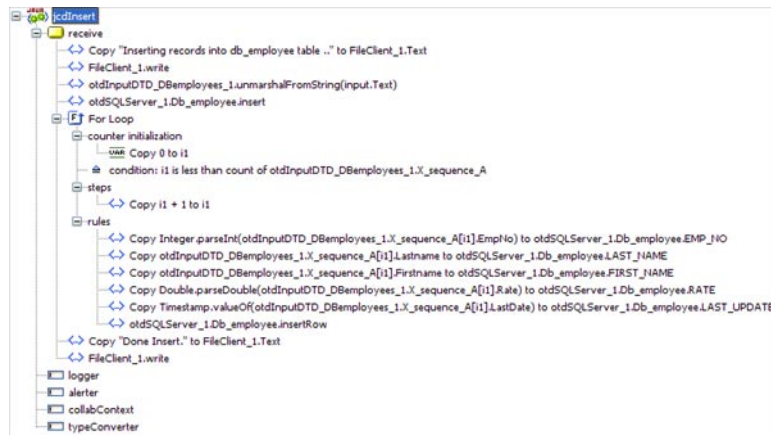 jcdInsert
receive
Copy "Inserting records into db_employee table .." to FileClient_1.Text
FileClient_1.write
otdInputDTD_DBemployees_1.unmarshalFromString(input.Text)
otdSQLServer_1.Db_employee.insert
For Loop
counter initialization
VAR Copy 0 to i1
condition: i1 is less than count of otdInputDTD_DBemployees_1.X_sequence_A
steps
Copy i1 + 1 to i1
rules
Copy Integer.parseInt(otdInputDTD_DBemployees_1.X_sequence_A[i1].EmpNo) to otdSQLServer_1.Db_employee.EMP_NO
Copy otdInputDTD_DBemployees_1.X_sequence_A[i1].Lastname to otdSQLServer_1.Db_employee.LAST_NAME
Copy otdInputDTD_DBemployees_1.X_sequence_A[i1].Firstname to otdSQLServer_1.Db_employee.FIRST_NAME
Copy Double.parseDouble(otdInputDTD_DBemployees_1.X_sequence_A[i1].Rate) to otdSQLServer_1.Db_employee.RATE
Copy Timestamp.valueOf(otdInputDTD_DBemployees_1.X_sequence_A[i1].LastDate) to otdSQLServer_1.Db_employee.LAST_UPDATE
otdSQLServer_1.Db_employee.insertRow
Copy "Done Insert." to FileClient_1.Text
FileClient_1.write
logger
alerter
collabContext
typeConverter